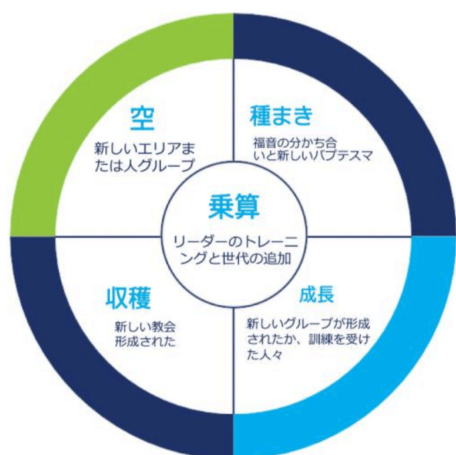 空
新しいエリアま
たは人グループ
種まき
福音の分かち合
いと新しいバプテスマ
乗算
リーダーのトレーニ
ングと世代の追加
収穫
新しい教会
形成された
成長
新しいグループが形成
されたか、訓練を受け
た人々